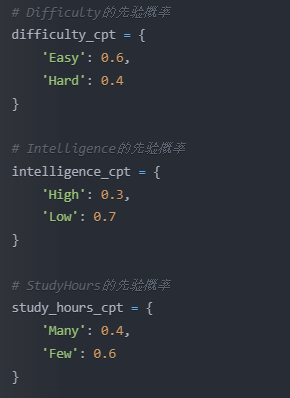 # Difficulty的先验概率
difficulty_cpt = {
    'Easy': 0.6,
    'Hard': 0.4
}
# Intelligence的先验概率
intelligence_cpt = {
    'High': 0.3,
    'Low': 0.7
}
# StudyHours的先验概率
study_hours_cpt = {
    'Many': 0.4,
    'Few': 0.6
}